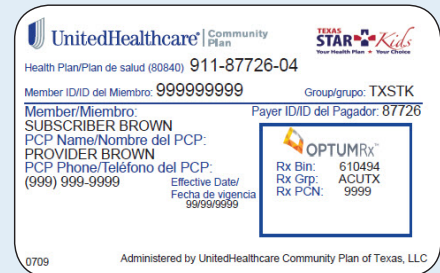 UnitedHealthcare® Community Plan
TEXAS STAR Kids
Your Health Plan ★ Your Choice
Health Plan/Plan de salud (80840) 911-87726-04
Member ID/ID del Miembro: 999999999 Group/grupo: TXSTK
Member/Miembro: Payer ID/ID del Pagador: 87726
SUBSCRIBER BROWN
PCP Name/Nombre del PCP:
PROVIDER BROWN
PCP Phone/Teléfono del PCP:
(999) 999-9999
Effective Date/
Fecha de vigencia
99/99/9999
OPTUMRx™
Rx Bin: 610494
Rx Grp: ACUTX
Rx PCN: 9999
0709 Administered by UnitedHealthcare Community Plan of Texas, LLC